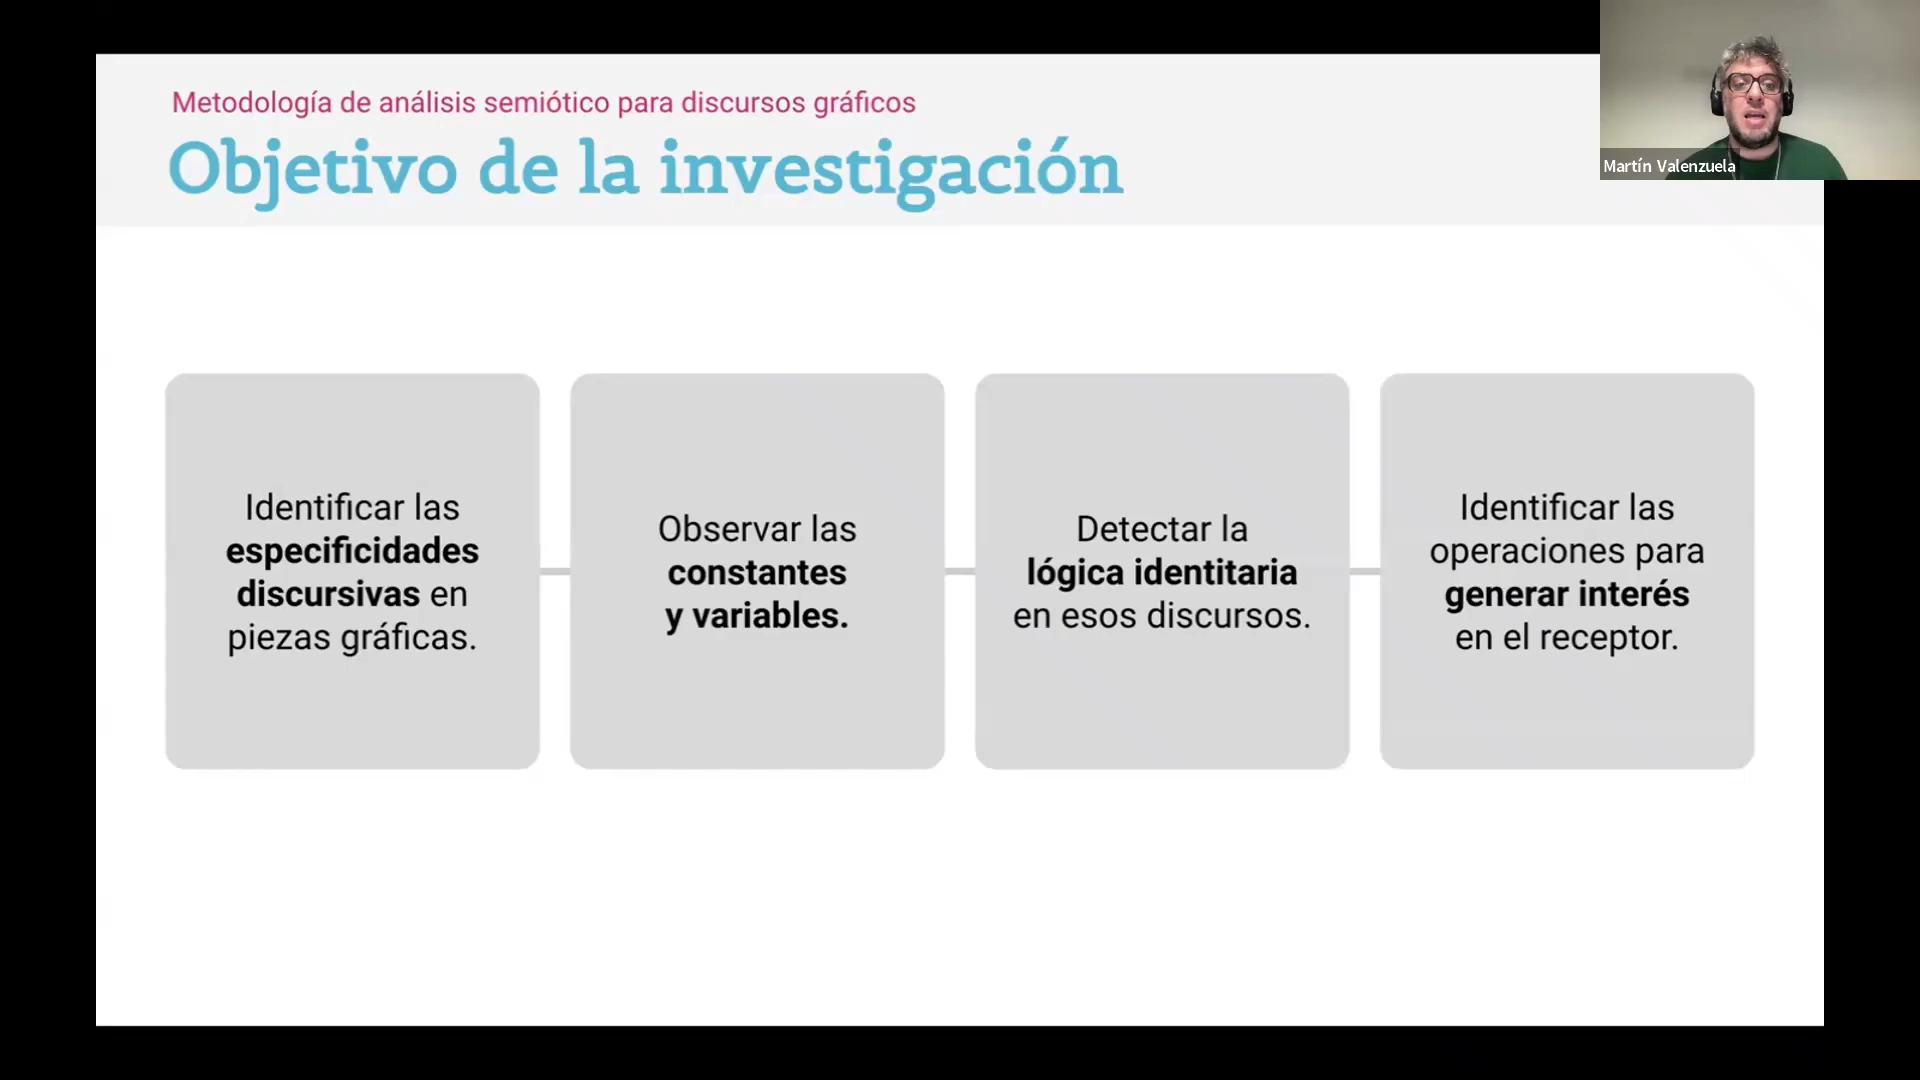 Metodología de análisis semiótico para discursos gráficos
Objetivo de la investigación
Martín Valenzuela
Identificar las
especificidades
discursivas en
piezas gráficas.
Observar las
constantes
y variables.
Detectar la
lógica identitaria
en esos discursos.
Identificar las
operaciones para
generar interés
en el receptor.